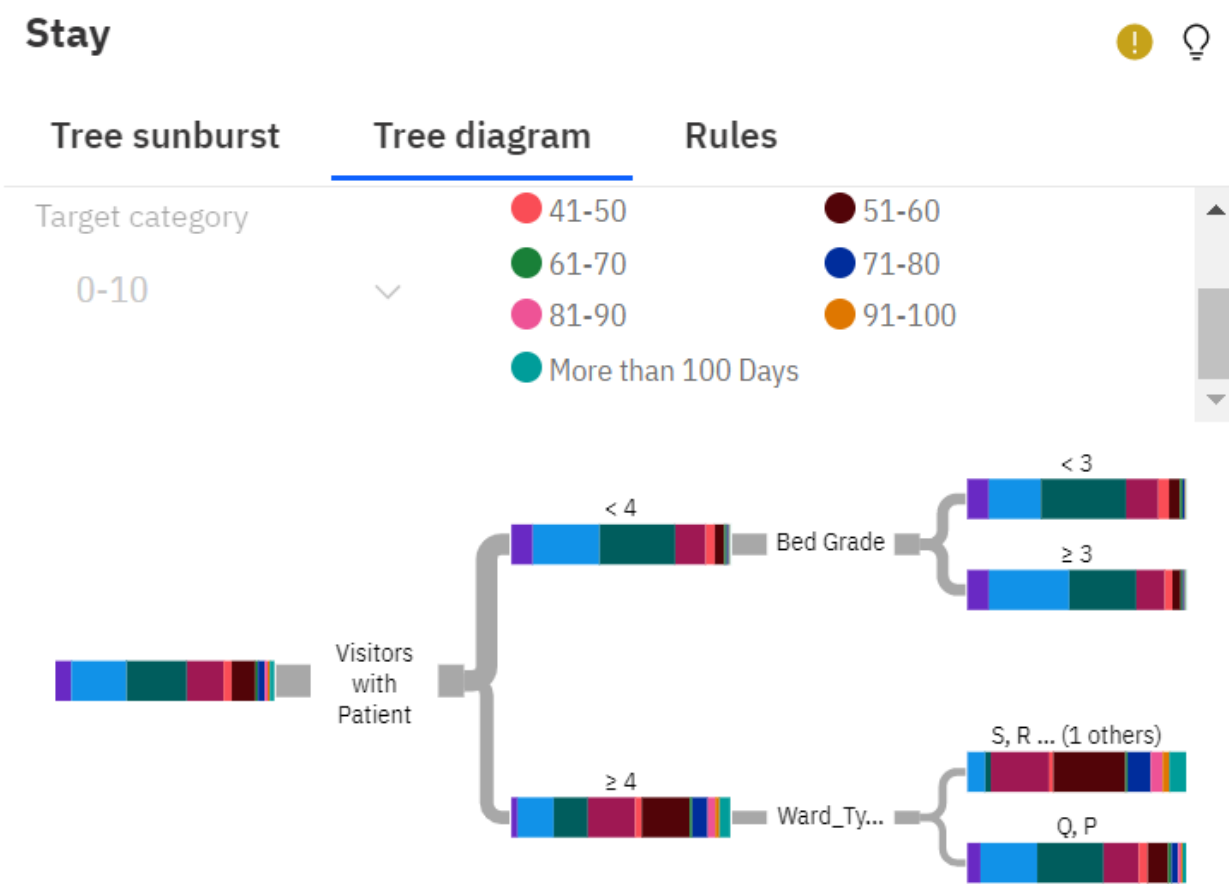 Stay
Tree sunburst Tree diagram Rules
Target category
0-10
41-50 51-60
61-70 71-80
81-90 91-100
More than 100 Days
< 3
< 4
Bed Grade
≥ 3
Visitors
with
Patient
S, R ... (1 others)
≥ 4
Ward_Ty...
Q, P